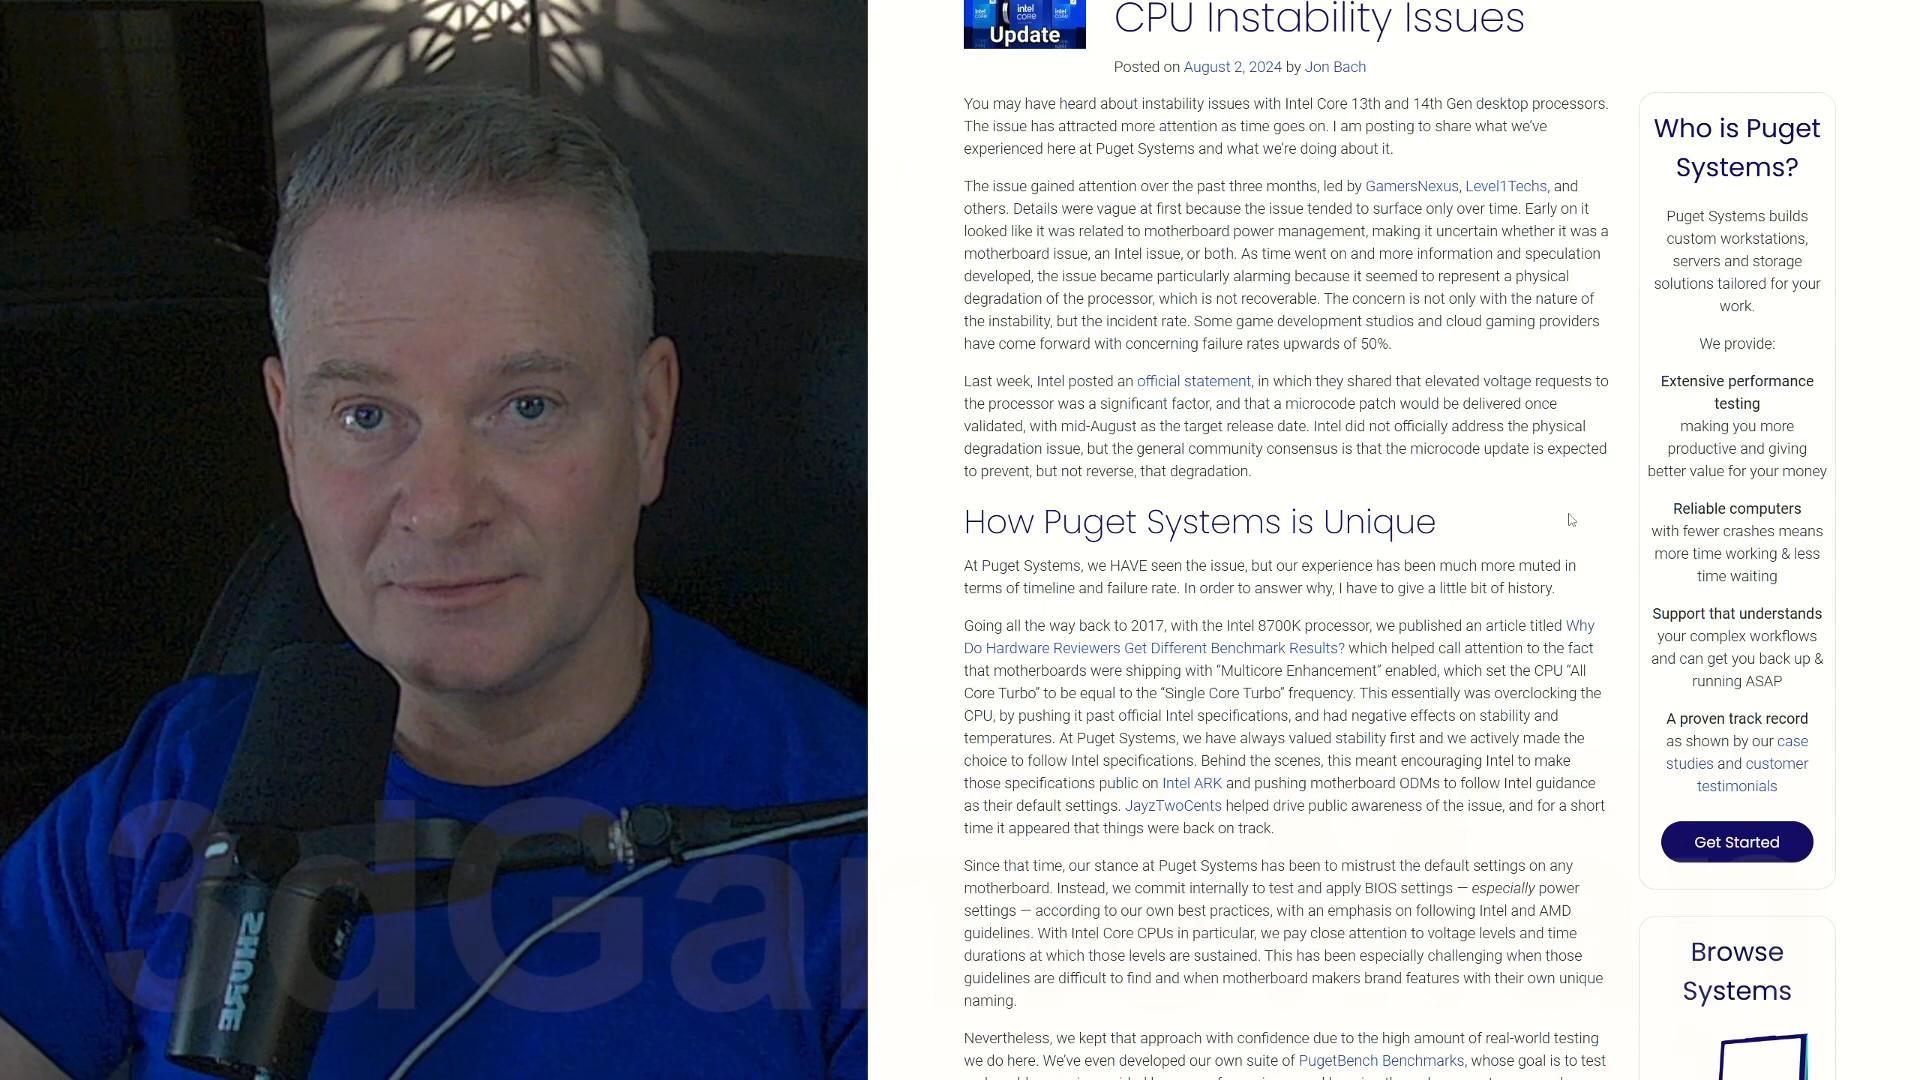 intel
CORE
intel
CORE
intel
CORE
Update
CPU Instability Issues
Posted on August 2, 2024 by Jon Bach
You may have heard about instability issues with Intel Core 13th and 14th Gen desktop processors.
The issue has attracted more attention as time goes on. I am posting to share what we've
experienced here at Puget Systems and what we're doing about it.
The issue gained attention over the past three months, led by GamersNexus, Level1Techs, and
others. Details were vague at first because the issue tended to surface only over time. Early on it
looked like it was related to motherboard power management, making it uncertain whether it was a
motherboard issue, an Intel issue, or both. As time went on and more information and speculation
developed, the issue became particularly alarming because it seemed to represent a physical
degradation of the processor, which is not recoverable. The concern is not only with the nature of
the instability, but the incident rate. Some game development studios and cloud gaming providers
have come forward with concerning failure rates upwards of 50%.
Last week, Intel posted an official statement, in which they shared that elevated voltage requests to
the processor was a significant factor, and that a microcode patch would be delivered once
validated, with mid-August as the target release date. Intel did not officially address the physical
degradation issue, but the general community consensus is that the microcode update is expected
to prevent, but not reverse, that degradation.
How Puget Systems is Unique
At Puget Systems, we HAVE seen the issue, but our experience has been much more muted in
terms of timeline and failure rate. In order to answer why, I have to give a little bit of history.
Going all the way back to 2017, with the Intel 8700K processor, we published an article titled Why
Do Hardware Reviewers Get Different Benchmark Results? which helped call attention to the fact
that motherboards were shipping with “Multicore Enhancement” enabled, which set the CPU “All
Core Turbo” to be equal to the “Single Core Turbo” frequency. This essentially was overclocking the
CPU, by pushing it past official Intel specifications, and had negative effects on stability and
temperatures. At Puget Systems, we have always valued stability first and we actively made the
choice to follow Intel specifications. Behind the scenes, this meant encouraging Intel to make
those specifications public on Intel ARK and pushing motherboard ODMs to follow Intel guidance
as their default settings. JayzTwoCents helped drive public awareness of the issue, and for a short
time it appeared that things were back on track.
Since that time, our stance at Puget Systems has been to mistrust the default settings on any
motherboard. Instead, we commit internally to test and apply BIOS settings — especially power
settings — according to our own best practices, with an emphasis on following Intel and AMD
guidelines. With Intel Core CPUs in particular, we pay close attention to voltage levels and time
durations at which those levels are sustained. This has been especially challenging when those
guidelines are difficult to find and when motherboard makers brand features with their own unique
naming.
Nevertheless, we kept that approach with confidence due to the high amount of real-world testing
we do here. We've even developed our own suite of PugetBench Benchmarks, whose goal is to test
Who is Puget
Systems?
Puget Systems builds
custom workstations,
servers and storage
solutions tailored for your
work.
We provide:
Extensive performance
testing
making you more
productive and giving
better value for your money
Reliable computers
with fewer crashes means
more time working & less
time waiting
Support that understands
your complex workflows
and can get you back up &
running ASAP
A proven track record
as shown by our case
studies and customer
testimonials
Get Started
Browse
Systems
3dGa